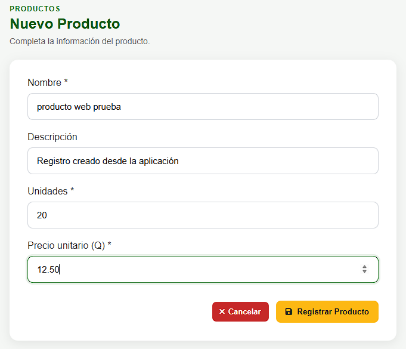 PRODUCTOS
Nuevo Producto
Completa la información del producto.
Nombre *
producto web prueba
Descripción
Registro creado desde la aplicación
Unidades *
20
Precio unitario (Q) *
12.50
Cancelar Registrar Producto